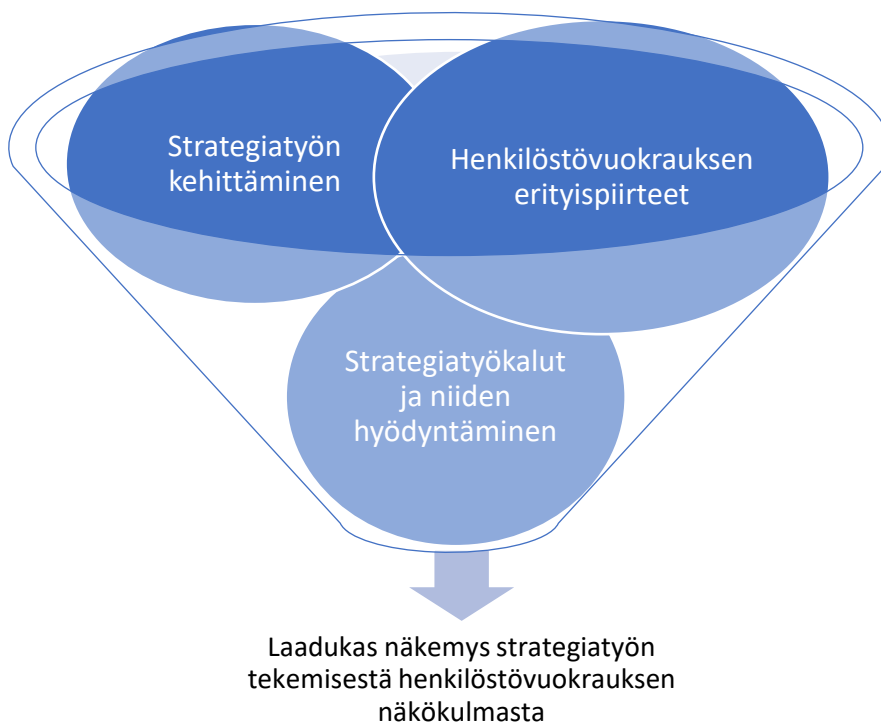 Strategiatyön
kehittäminen
Henkilöstövuokrauksen
erityispiirteet
Strategiatyökalut
ja niiden
hyödyntäminen
Laadukas näkemys strategiatyön
tekemisestä henkilöstövuokrauksen
näkökulmasta